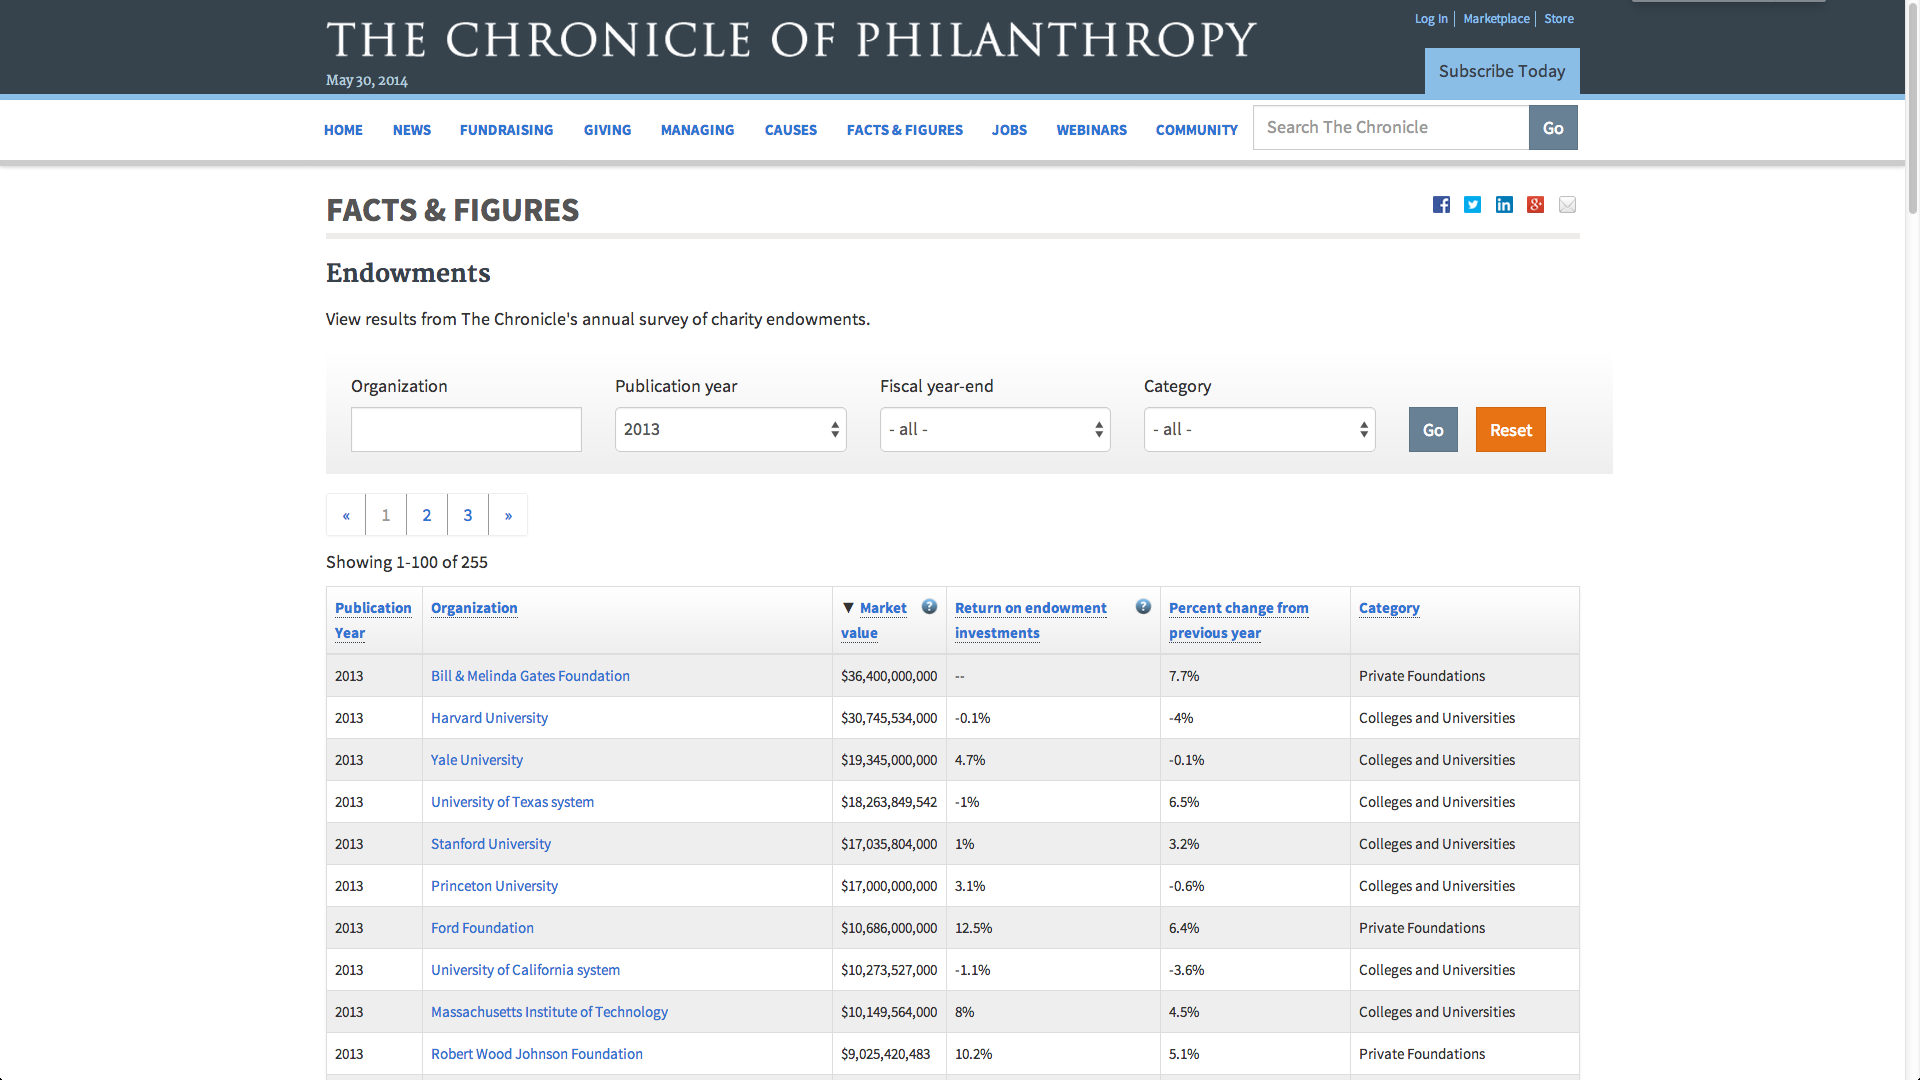 THE CHRONICLE OF PHILANTHROPY
Log In | Marketplace | Store
May 30, 2014
Subscribe Today
HOME NEWS FUNDRAISING GIVING MANAGING CAUSES FACTS & FIGURES JOBS WEBINARS COMMUNITY Search The Chronicle Go
FACTS & FIGURES
Endowments
View results from The Chronicle's annual survey of charity endowments.
Organization Publication year Fiscal year-end Category
2013 - all - - all - Go Reset
« 1 2 3 »
Showing 1-100 of 255
Publication Organization ▼ Market ? Return on endowment ? Percent change from Category
Year value investments previous year
2013 Bill & Melinda Gates Foundation $36,400,000,000 -- 7.7% Private Foundations
2013 Harvard University $30,745,534,000 -0.1% -4% Colleges and Universities
2013 Yale University $19,345,000,000 4.7% -0.1% Colleges and Universities
2013 University of Texas system $18,263,849,542 -1% 6.5% Colleges and Universities
2013 Stanford University $17,035,804,000 1% 3.2% Colleges and Universities
2013 Princeton University $17,000,000,000 3.1% -0.6% Colleges and Universities
2013 Ford Foundation $10,686,000,000 12.5% 6.4% Private Foundations
2013 University of California system $10,273,527,000 -1.1% -3.6% Colleges and Universities
2013 Massachusetts Institute of Technology $10,149,564,000 8% 4.5% Colleges and Universities
2013 Robert Wood Johnson Foundation $9,025,420,483 10.2% 5.1% Private Foundations